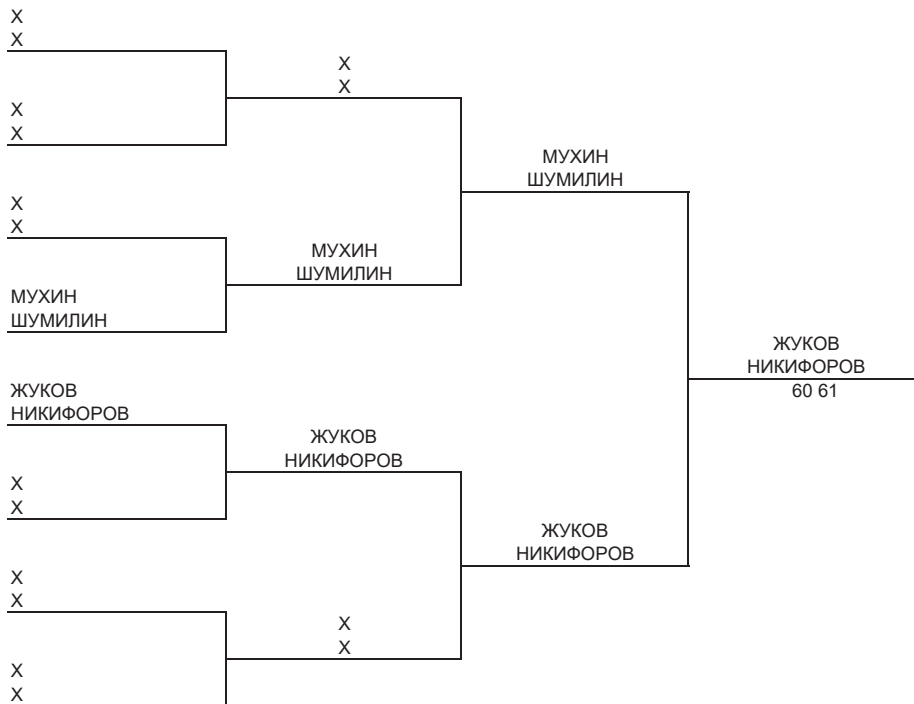 Х
Х
Х
Х
Х
Х
МУХИН
ШУМИЛИН
ЖУКОВ
НИКИФОРОВ
Х
Х
Х
Х
Х
Х
Х
Х
МУХИН
ШУМИЛИН
ЖУКОВ
НИКИФОРОВ
Х
Х
МУХИН
ШУМИЛИН
ЖУКОВ
НИКИФОРОВ
ЖУКОВ
НИКИФОРОВ
60 61